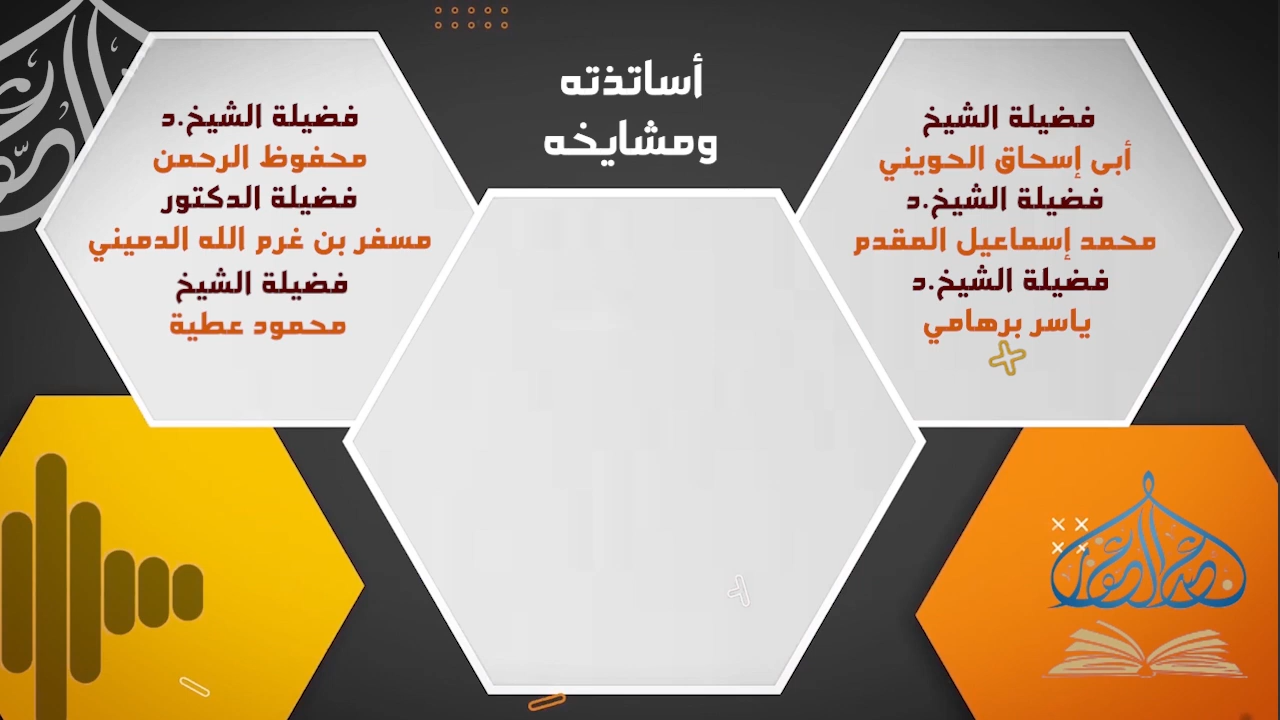 أساتذته
ومشايخه
فضيلة الشيخ
أبى إسحاق الحويني
فضيلة الشيخ.د
محمد إسماعيل المقدم
فضيلة الشيخ.د
ياسر برهامي
فضيلة الشيخ.د
محفوظ الرحمن
فضيلة الدكتور
مسفر بن غرم الله الدميني
فضيلة الشيخ
محمود عطية